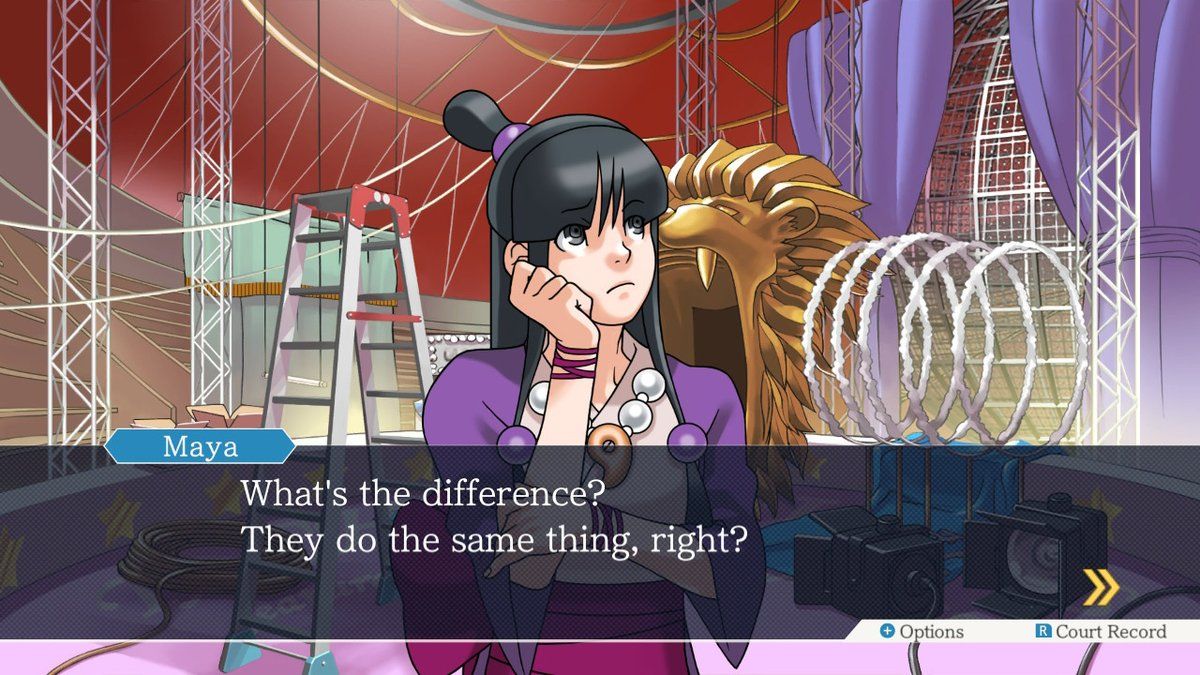 Maya
What's the difference?
They do the same thing, right?
+ Options
R Court Record